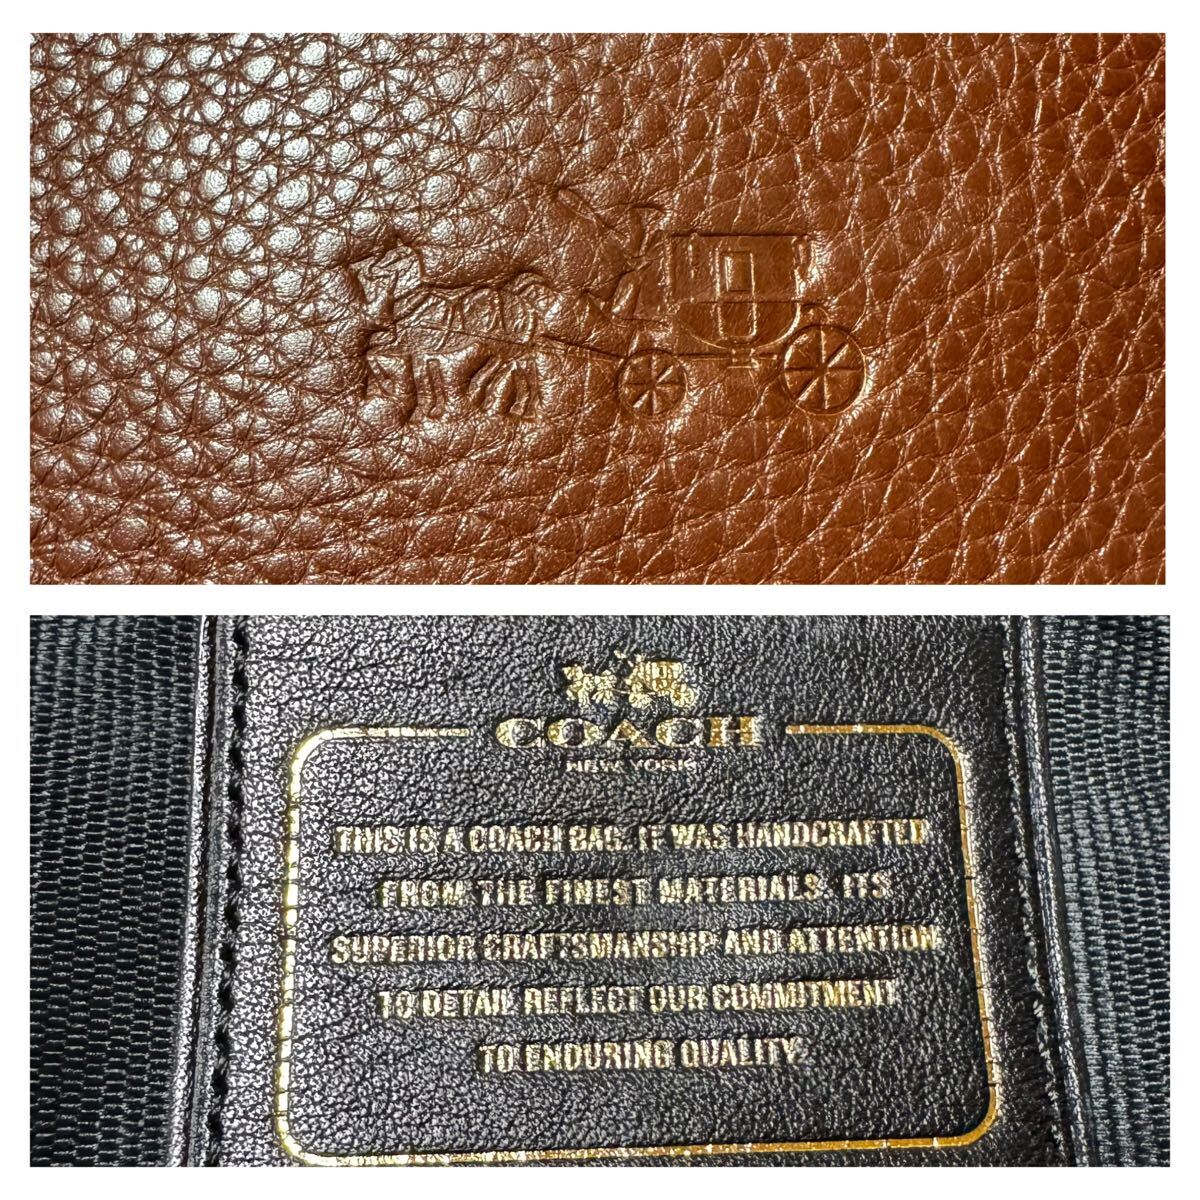 COACH
NEW YORK
THIS IS A COACH BAG. IT WAS HANDCRAFTED
FROM THE FINEST MATERIALS. ITS
SUPERIOR CRAFTSMANSHIP AND ATTENTION
TO DETAIL REFLECT OUR COMMITMENT
TO ENDURING QUALITY.